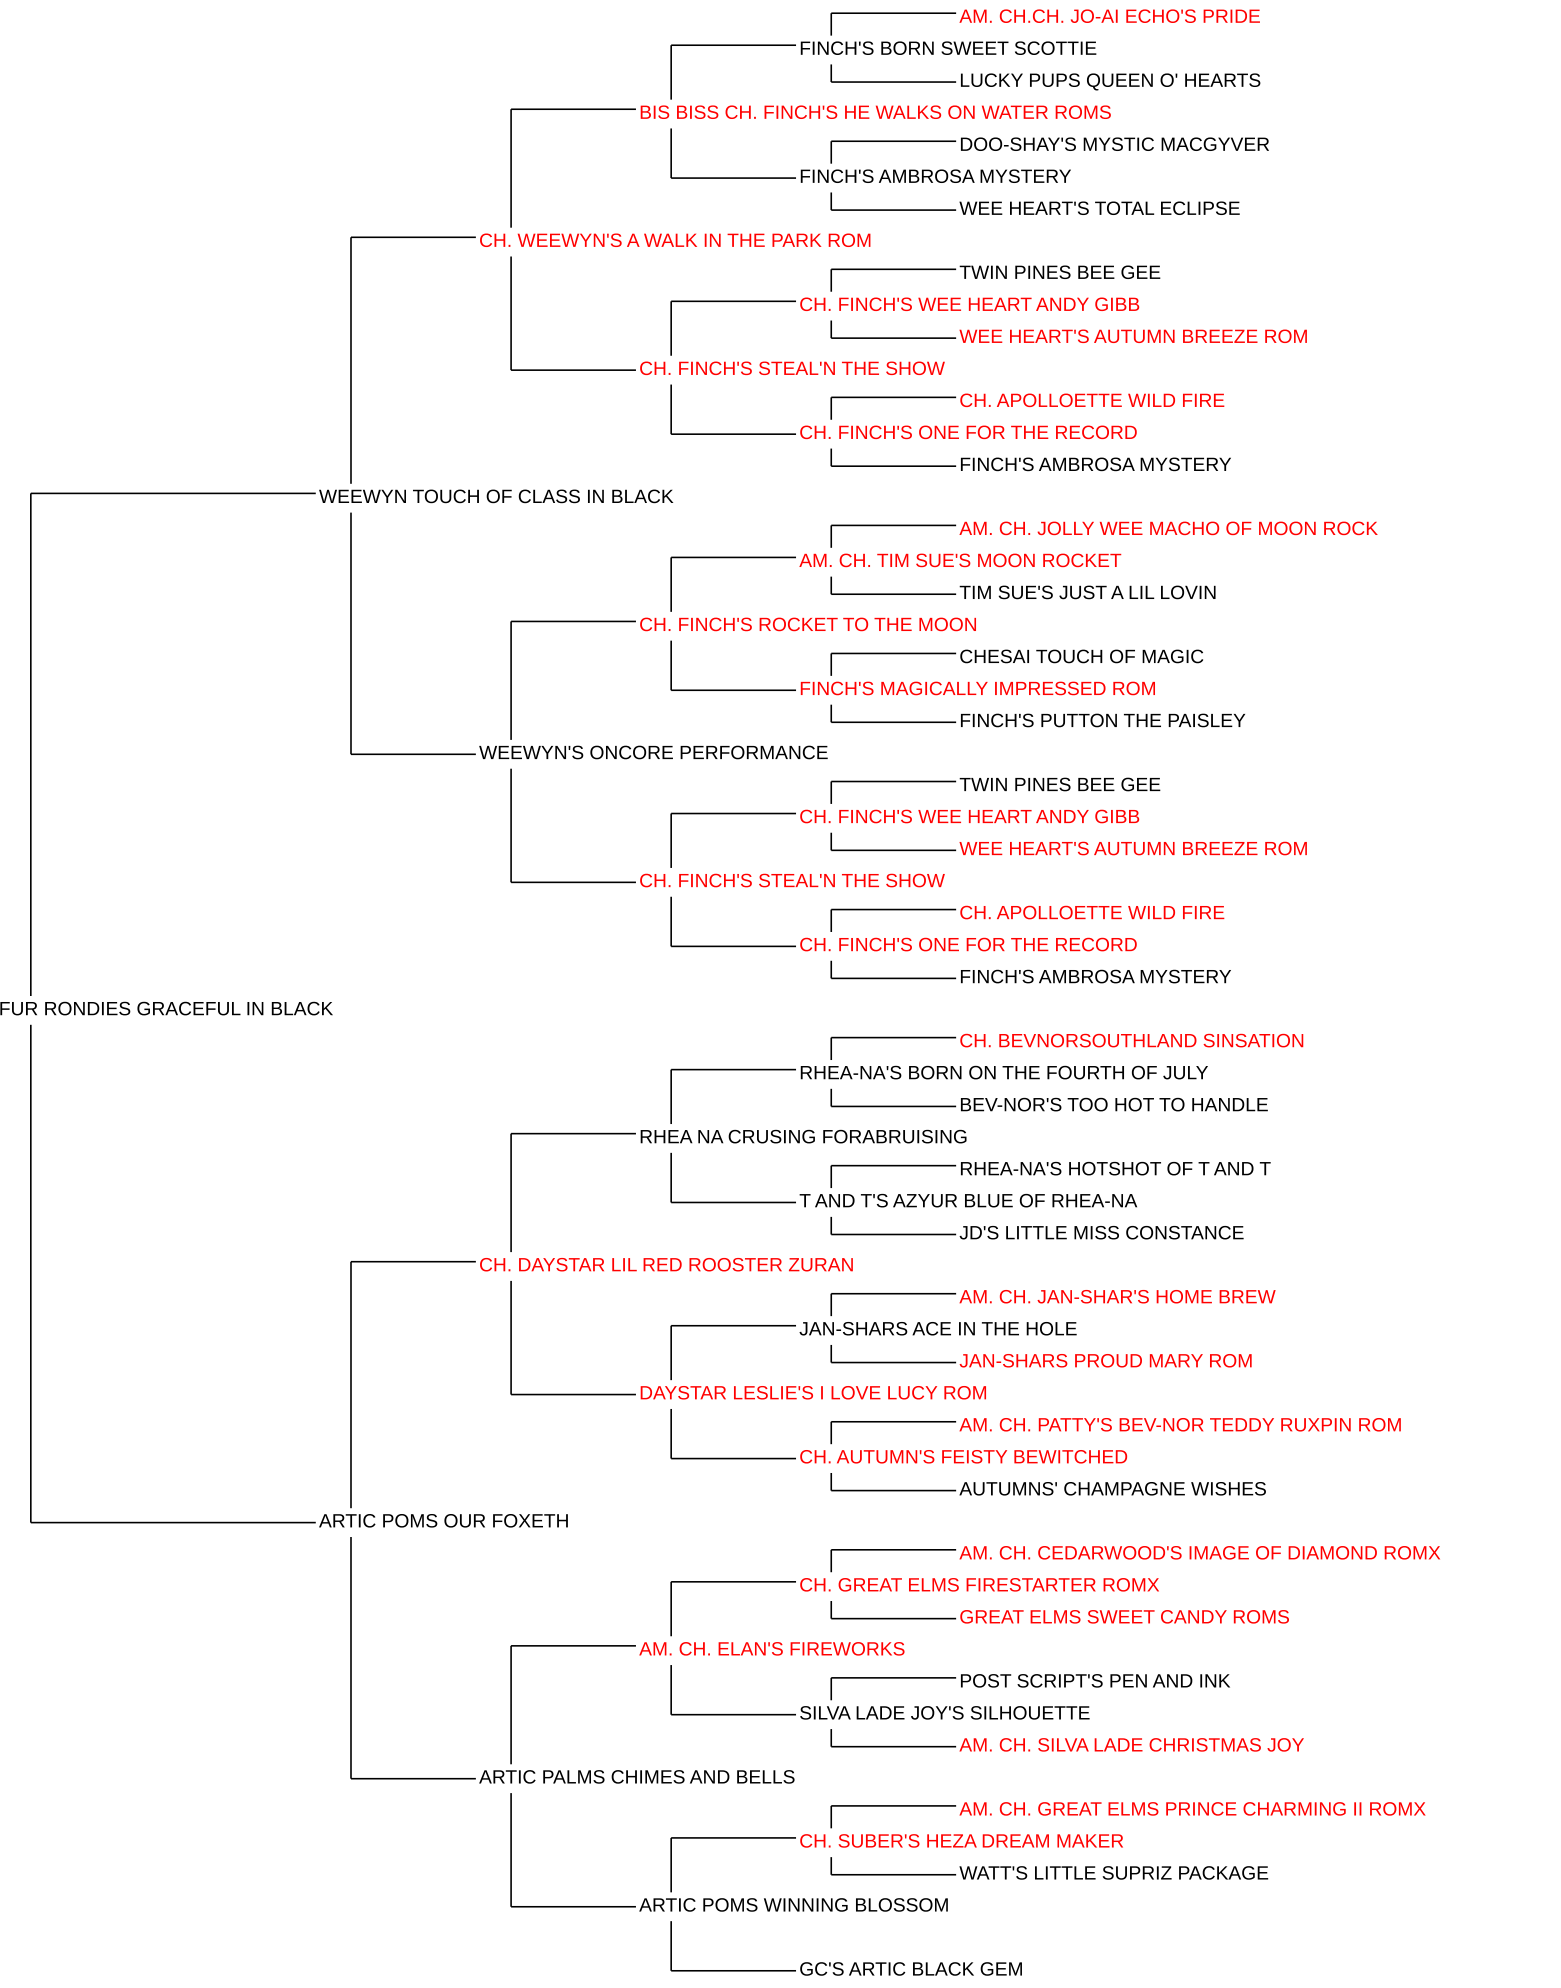 AM. CH.CH. JO-AI ECHO'S PRIDE
FINCH'S BORN SWEET SCOTTIE
LUCKY PUPS QUEEN O' HEARTS
BIS BISS CH. FINCH'S HE WALKS ON WATER ROMS
DOO-SHAY'S MYSTIC MACGYVER
FINCH'S AMBROSA MYSTERY
WEE HEART'S TOTAL ECLIPSE
CH. WEEWYN'S A WALK IN THE PARK ROM
TWIN PINES BEE GEE
CH. FINCH'S WEE HEART ANDY GIBB
WEE HEART'S AUTUMN BREEZE ROM
CH. FINCH'S STEAL'N THE SHOW
CH. APOLLOETTE WILD FIRE
CH. FINCH'S ONE FOR THE RECORD
FINCH'S AMBROSA MYSTERY
WEEWYN TOUCH OF CLASS IN BLACK
AM. CH. JOLLY WEE MACHO OF MOON ROCK
AM. CH. TIM SUE'S MOON ROCKET
TIM SUE'S JUST A LIL LOVIN
CH. FINCH'S ROCKET TO THE MOON
CHESAI TOUCH OF MAGIC
FINCH'S MAGICALLY IMPRESSED ROM
FINCH'S PUTTON THE PAISLEY
WEEWYN'S ONCORE PERFORMANCE
TWIN PINES BEE GEE
CH. FINCH'S WEE HEART ANDY GIBB
WEE HEART'S AUTUMN BREEZE ROM
CH. FINCH'S STEAL'N THE SHOW
CH. APOLLOETTE WILD FIRE
CH. FINCH'S ONE FOR THE RECORD
FINCH'S AMBROSA MYSTERY
FUR RONDIES GRACEFUL IN BLACK
CH. BEVNORSOUTHLAND SINSATION
RHEA-NA'S BORN ON THE FOURTH OF JULY
BEV-NOR'S TOO HOT TO HANDLE
RHEA NA CRUSING FORABRUISING
RHEA-NA'S HOTSHOT OF T AND T
T AND T'S AZYUR BLUE OF RHEA-NA
JD'S LITTLE MISS CONSTANCE
CH. DAYSTAR LIL RED ROOSTER ZURAN
AM. CH. JAN-SHAR'S HOME BREW
JAN-SHARS ACE IN THE HOLE
JAN-SHARS PROUD MARY ROM
DAYSTAR LESLIE'S I LOVE LUCY ROM
AM. CH. PATTY'S BEV-NOR TEDDY RUXPIN ROM
CH. AUTUMN'S FEISTY BEWITCHED
AUTUMNS' CHAMPAGNE WISHES
ARTIC POMS OUR FOXETH
AM. CH. CEDARWOOD'S IMAGE OF DIAMOND ROMX
CH. GREAT ELMS FIRESTARTER ROMX
GREAT ELMS SWEET CANDY ROMS
AM. CH. ELAN'S FIREWORKS
POST SCRIPT'S PEN AND INK
SILVA LADE JOY'S SILHOUETTE
AM. CH. SILVA LADE CHRISTMAS JOY
ARTIC PALMS CHIMES AND BELLS
AM. CH. GREAT ELMS PRINCE CHARMING II ROMX
CH. SUBER'S HEZA DREAM MAKER
WATT'S LITTLE SUPRIZ PACKAGE
ARTIC POMS WINNING BLOSSOM
GC'S ARTIC BLACK GEM